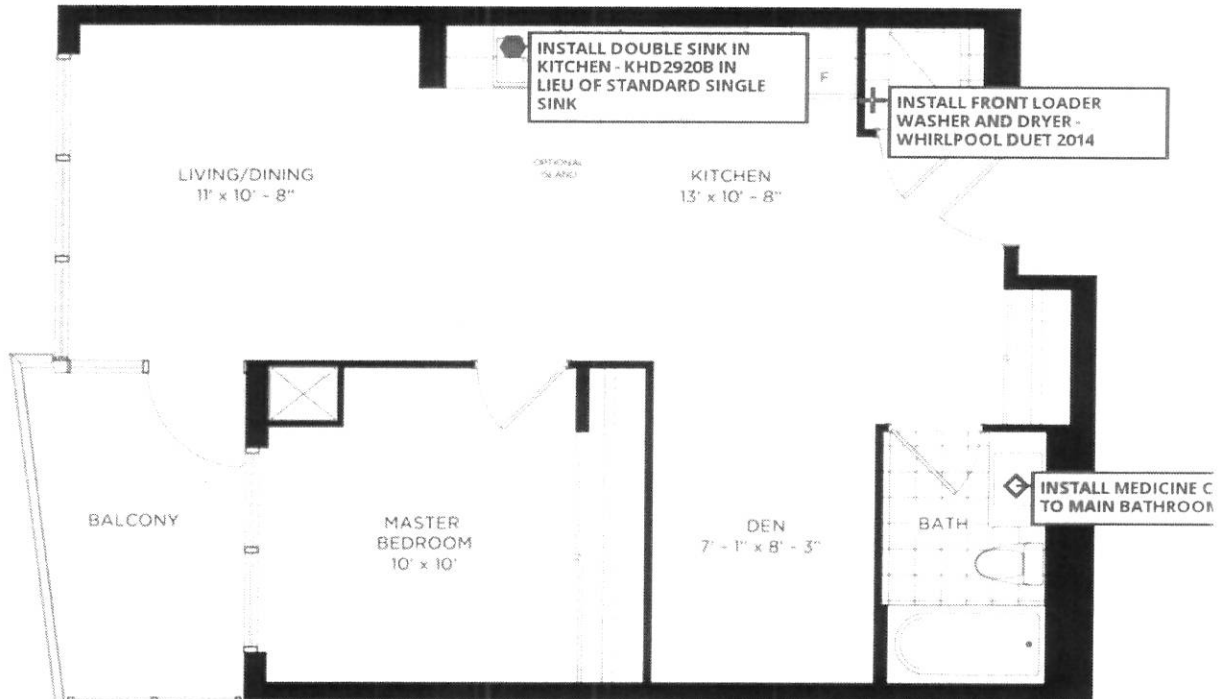 INSTALL DOUBLE SINK IN
KITCHEN - KHD2920B IN
LIEU OF STANDARD SINGLE
SINK
F
INSTALL FRONT LOADER
WASHER AND DRYER -
WHIRLPOOL DUET 2014
LIVING/DINING
11' x 10' - 8"
OPTIONAL
ISLAND
KITCHEN
13' x 10' - 8"
BALCONY
MASTER
BEDROOM
10' x 10'
DEN
7' - 1" x 8' - 3"
BATH
INSTALL MEDICINE C
TO MAIN BATHROOM